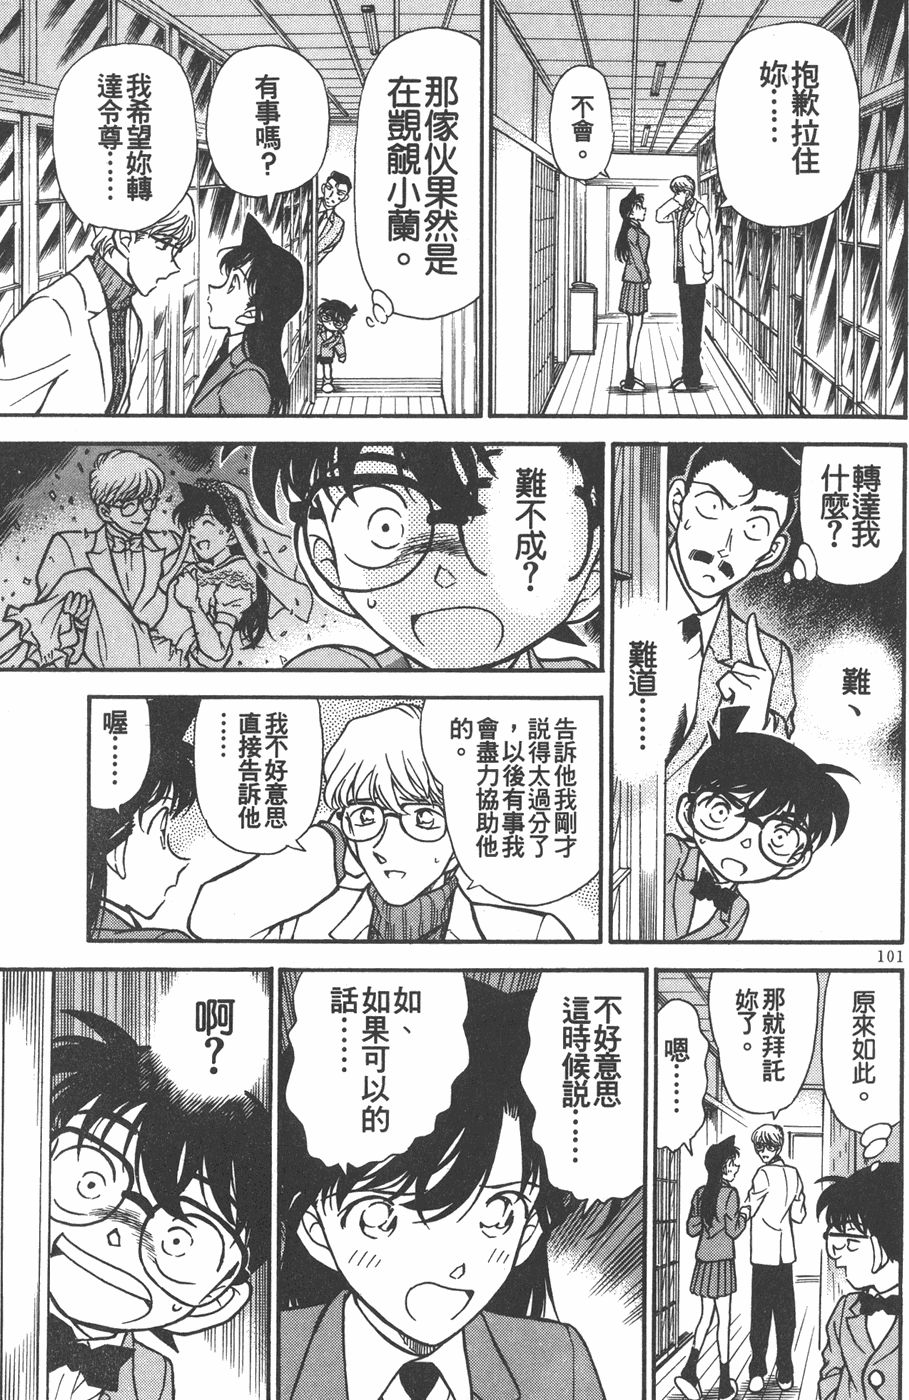 抱歉拉住
妳……
不會。
那傢伙果然是
在覬覦小蘭。
有事嗎？
我希望妳轉
達令尊……
轉達我
什麼？
難、
難道……
難不成？
告訴他我剛才
說得太過分了
，以後有事我
會盡力協助他
的。
我不好意思
直接告訴他
……
喔……
101
原來如此。
那就拜託
妳了。
嗯……
不好意思
這時候說……
如、
如果可以的
話……
啊？